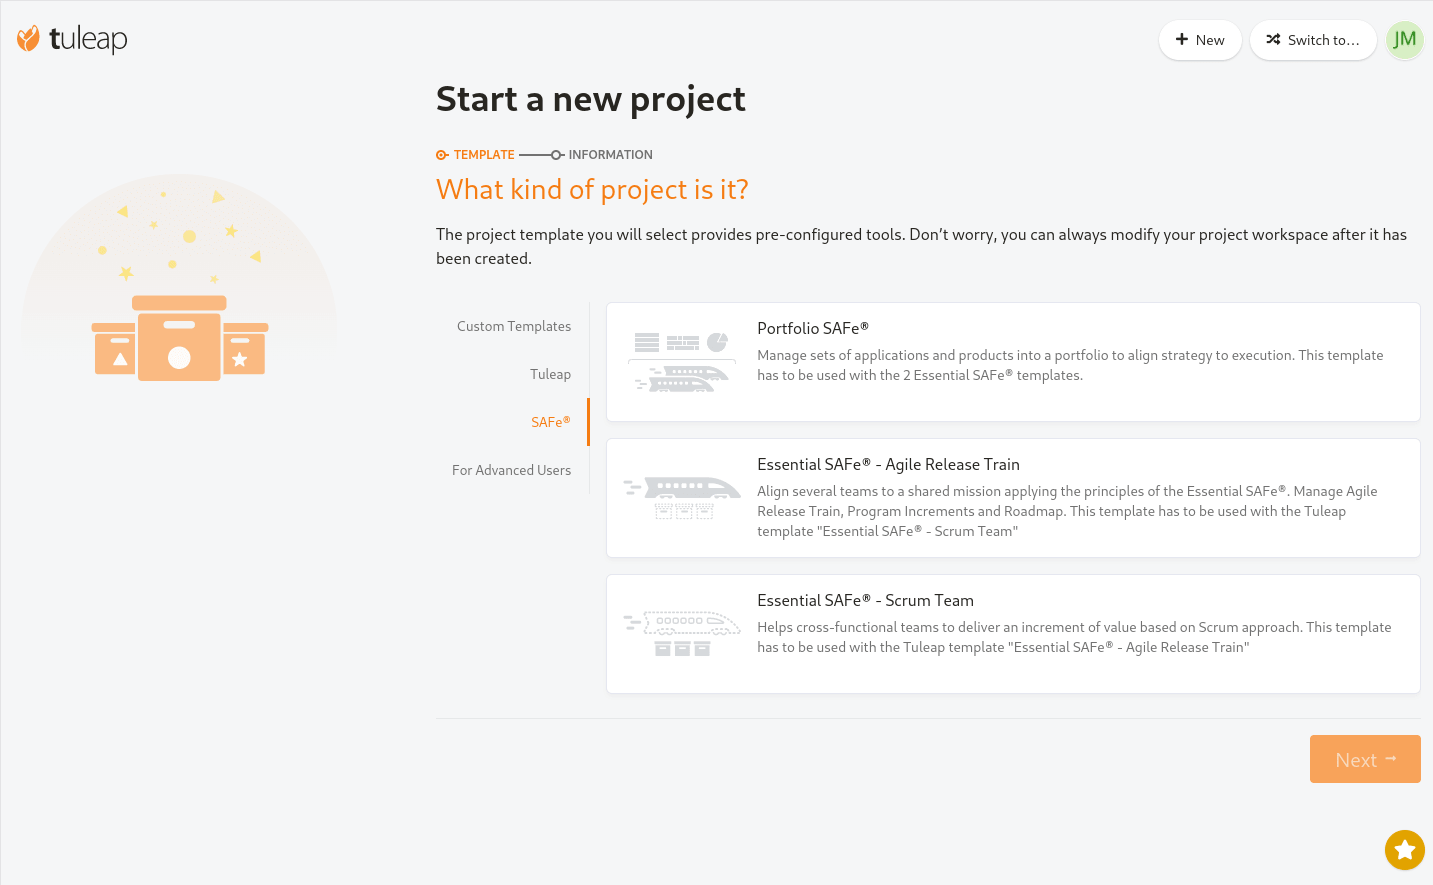 tuleap
New
Switch to...
JM
Start a new project
TEMPLATE
INFORMATION
What kind of project is it?
The project template you will select provides pre-configured tools. Don't worry, you can always modify your project workspace after it has
been created.
Custom Templates
Tuleap
SAFe®
For Advanced Users
Portfolio SAFe®
Manage sets of applications and products into a portfolio to align strategy to execution. This template
has to be used with the 2 Essential SAFe® templates.
Essential SAFe® - Agile Release Train
Align several teams to a shared mission applying the principles of the Essential SAFe®. Manage Agile
Release Train, Program Increments and Roadmap. This template has to be used with the Tuleap
template "Essential SAFe® - Scrum Team"
Essential SAFe® - Scrum Team
Helps cross-functional teams to deliver an increment of value based on Scrum approach. This template
has to be used with the Tuleap template "Essential SAFe® - Agile Release Train"
Next →